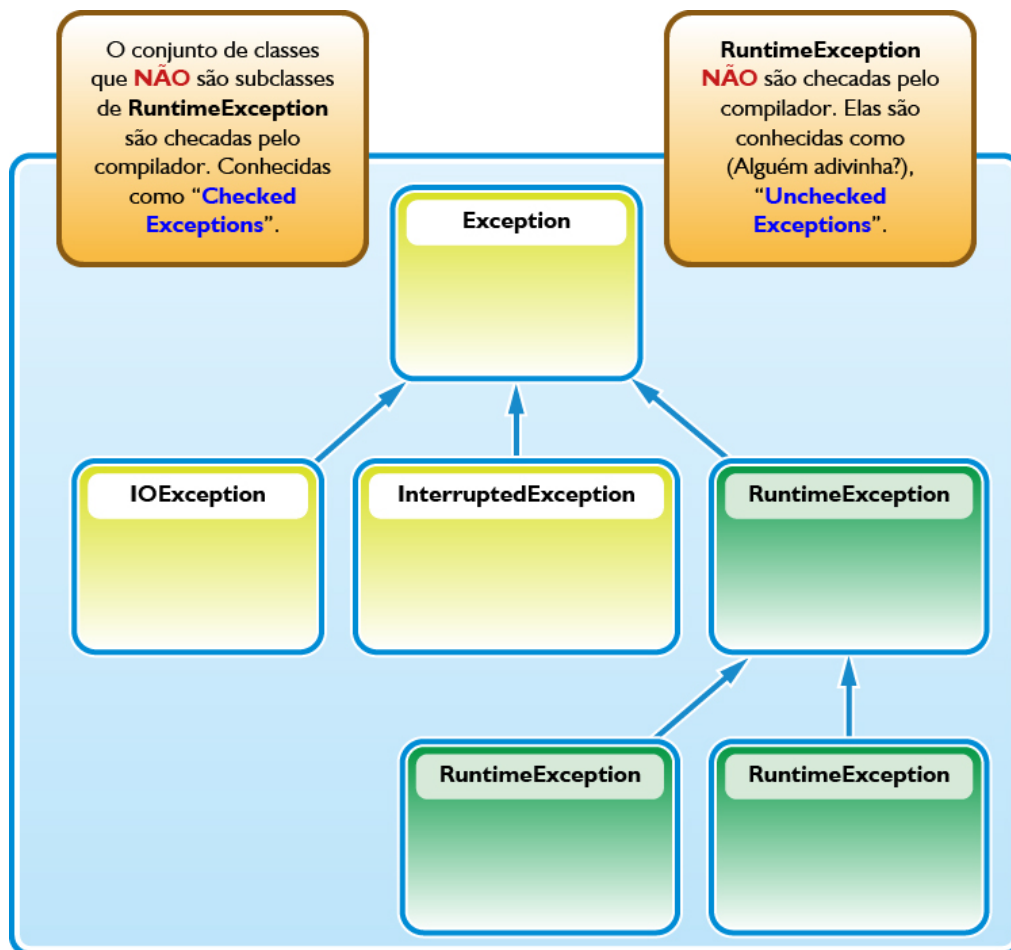 O conjunto de classes
que NÃO são subclasses
de RuntimeException
são checadas pelo
compilador. Conhecidas
como “Checked
Exceptions”.
RuntimeException
NÃO são checadas pelo
compilador. Elas são
conhecidas como
(Alguém adivinha?),
“Unchecked
Exceptions”.
Exception
IOException
InterruptedException
RuntimeException
RuntimeException
RuntimeException